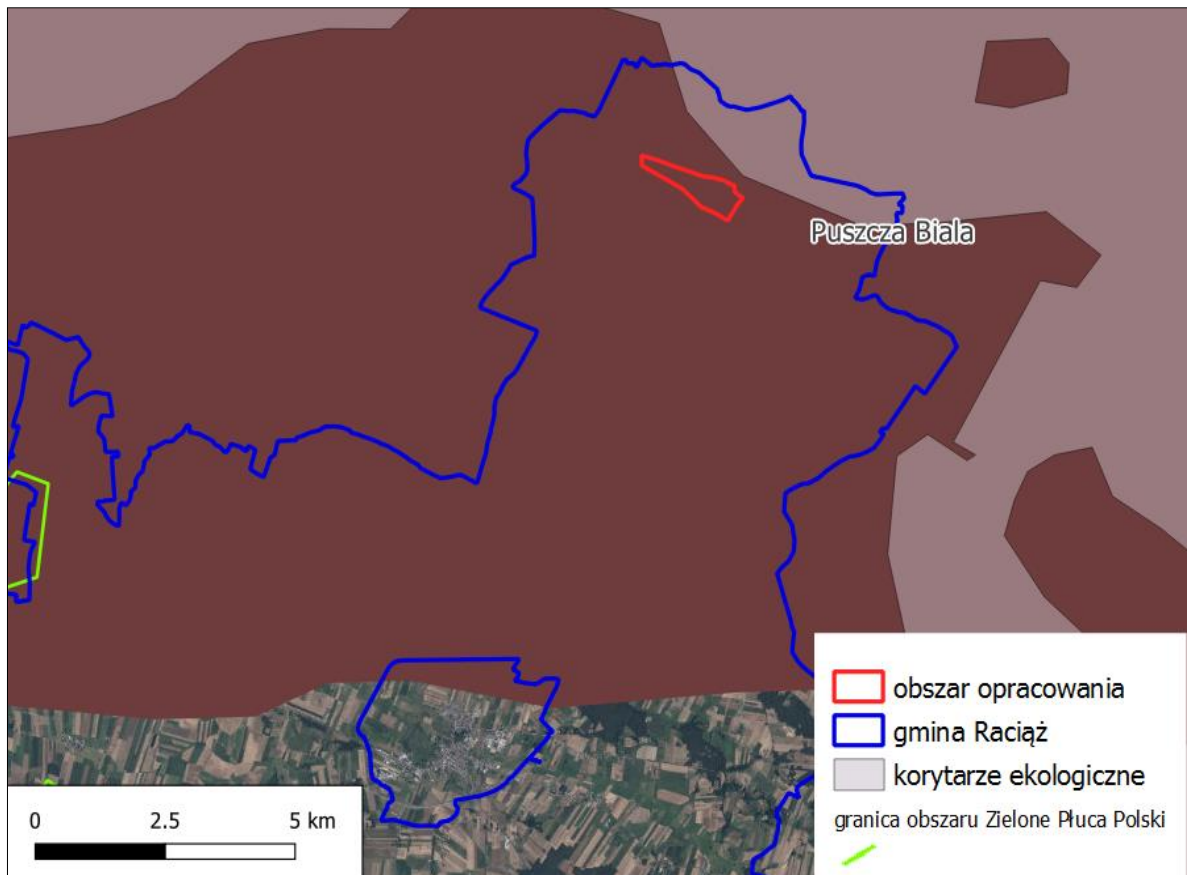 Puszcza Biala
obszar opracowania
gmina Raciąż
korytarze ekologiczne
granica obszaru Zielone Płuca Polski
0 2.5 5 km